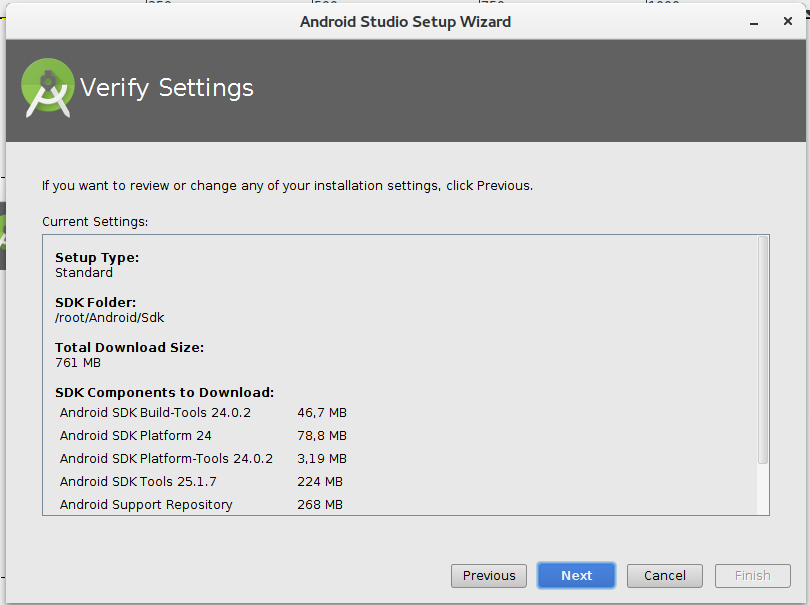 Android Studio Setup Wizard
Verify Settings
If you want to review or change any of your installation settings, click Previous.
Current Settings:
Setup Type:
Standard
SDK Folder:
/root/Android/Sdk
Total Download Size:
761 MB
SDK Components to Download:
Android SDK Build-Tools 24.0.2 46,7 MB
Android SDK Platform 24 78,8 MB
Android SDK Platform-Tools 24.0.2 3,19 MB
Android SDK Tools 25.1.7 224 MB
Android Support Repository 268 MB
Previous Next Cancel Finish